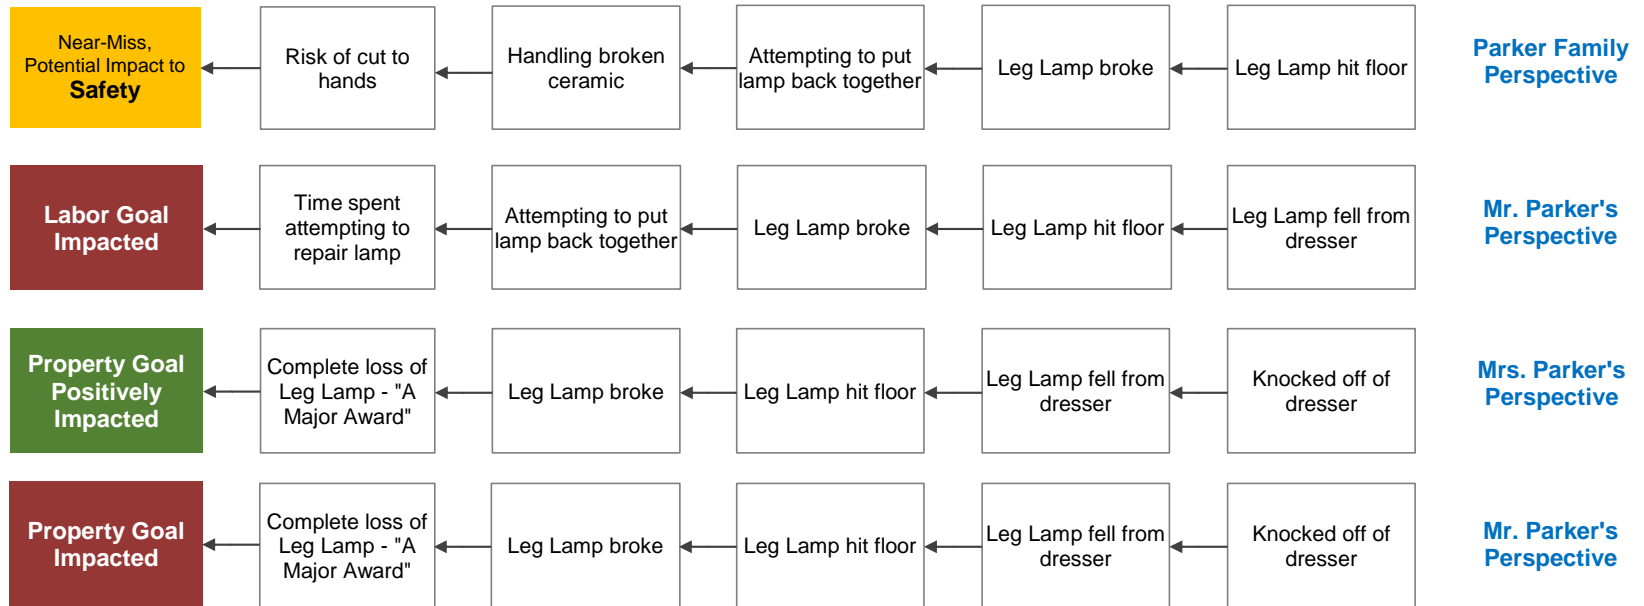 Near-Miss,
Potential Impact to
Safety
Risk of cut to
hands
Handling broken
ceramic
Attempting to put
lamp back together
Leg Lamp broke
Leg Lamp hit floor
Parker Family
Perspective
Labor Goal
Impacted
Time spent
attempting to
repair lamp
Attempting to put
lamp back together
Leg Lamp broke
Leg Lamp hit floor
Leg Lamp fell from
dresser
Mr. Parker's
Perspective
Property Goal
Positively
Impacted
Complete loss of
Leg Lamp - "A
Major Award"
Leg Lamp broke
Leg Lamp hit floor
Leg Lamp fell from
dresser
Knocked off of
dresser
Mrs. Parker's
Perspective
Property Goal
Impacted
Complete loss of
Leg Lamp - "A
Major Award"
Leg Lamp broke
Leg Lamp hit floor
Leg Lamp fell from
dresser
Knocked off of
dresser
Mr. Parker's
Perspective